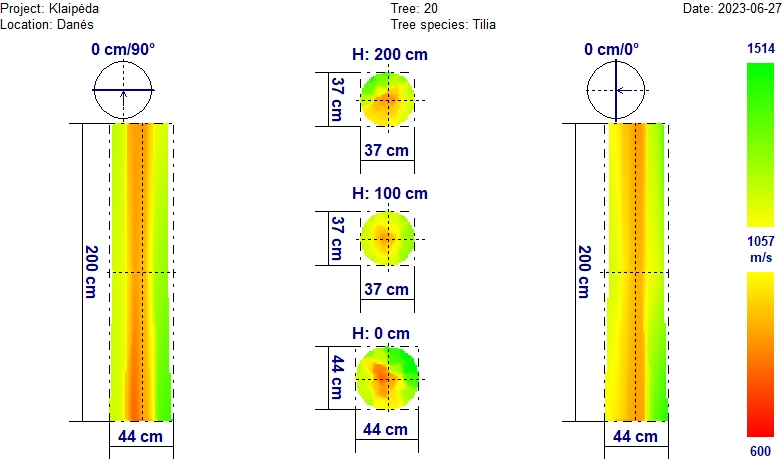 Project: Klaipéda
Location: Danés
Tree: 20
Tree species: Tilia
Date: 2023-06-27
0 cm/90°
200 cm
44 cm
H: 200 cm
37 cm
37 cm
H: 100 cm
37 cm
37 cm
H: 0 cm
44 cm
44 cm
0 cm/0°
200 cm
44 cm
1514
1057
m/s
600